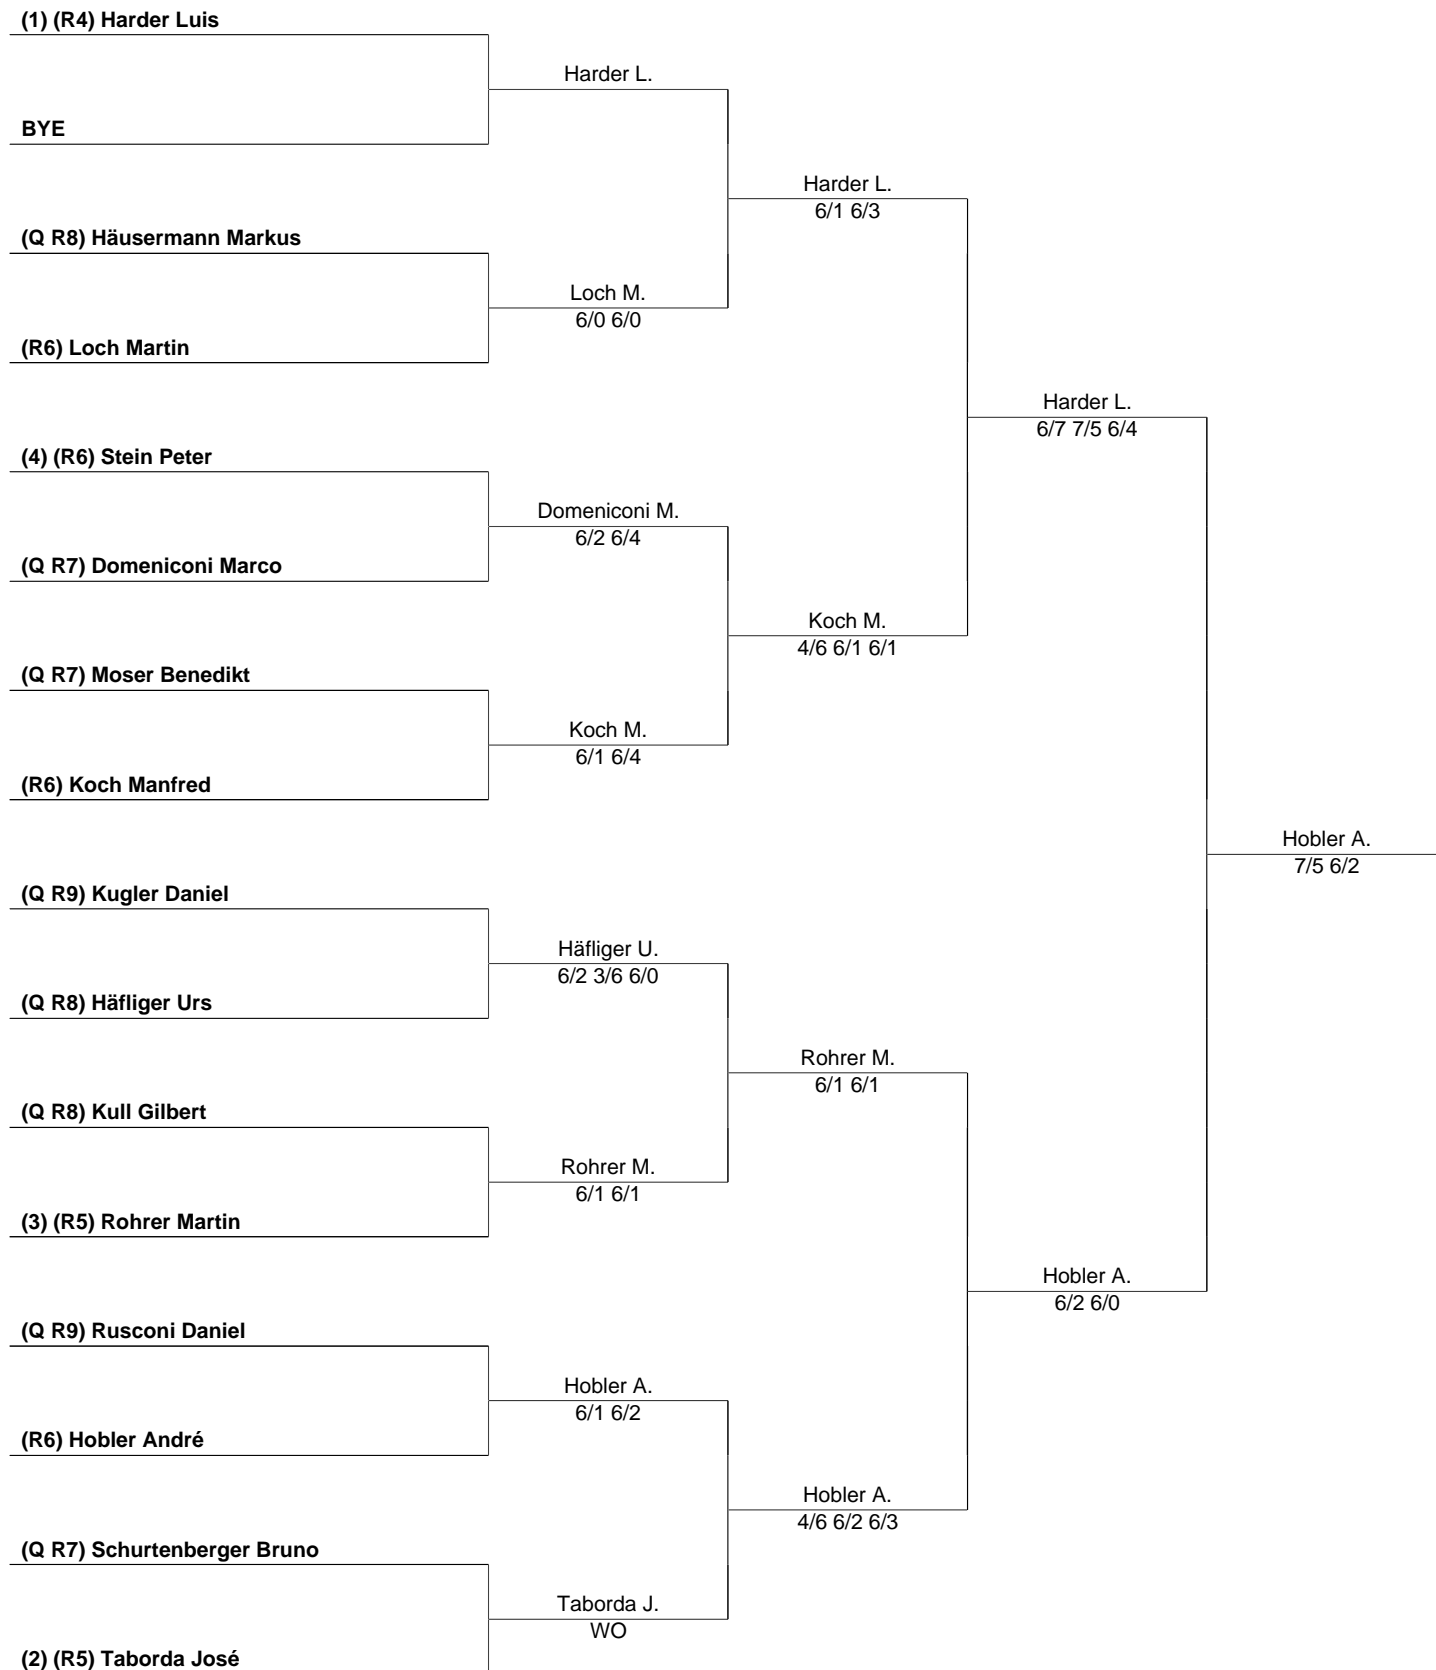 (1) (R4) Harder Luis
Harder L.
BYE
Harder L.
6/1 6/3
(Q R8) Häusermann Markus
Loch M.
6/0 6/0
(R6) Loch Martin
Harder L.
6/7 7/5 6/4
(4) (R6) Stein Peter
Domeniconi M.
6/2 6/4
(Q R7) Domeniconi Marco
Koch M.
4/6 6/1 6/1
(Q R7) Moser Benedikt
Koch M.
6/1 6/4
(R6) Koch Manfred
Hobler A.
7/5 6/2
(Q R9) Kugler Daniel
Häfliger U.
6/2 3/6 6/0
(Q R8) Häfliger Urs
Rohrer M.
6/1 6/1
(Q R8) Kull Gilbert
Rohrer M.
6/1 6/1
(3) (R5) Rohrer Martin
Hobler A.
6/2 6/0
(Q R9) Rusconi Daniel
Hobler A.
6/1 6/2
(R6) Hobler André
Hobler A.
4/6 6/2 6/3
(Q R7) Schurtenberger Bruno
Taborda J.
WO
(2) (R5) Taborda José